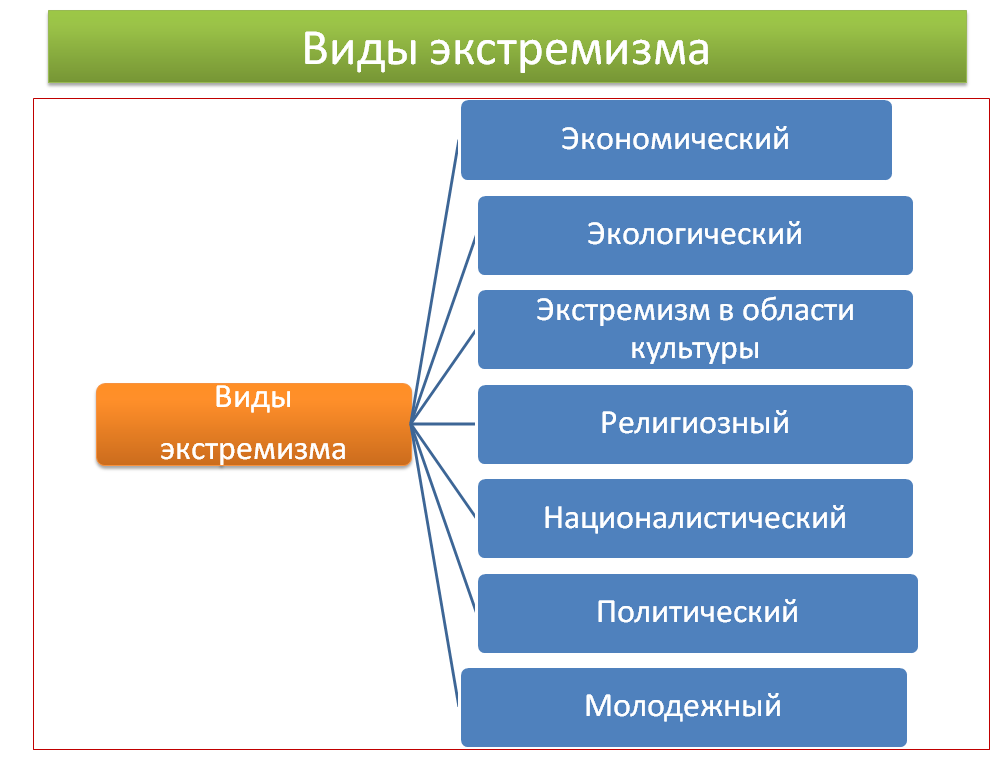 Виды экстремизма
Экономический
Экологический
Экстремизм в области
культуры
Виды
экстремизма
Религиозный
Националистический
Политический
Молодежный